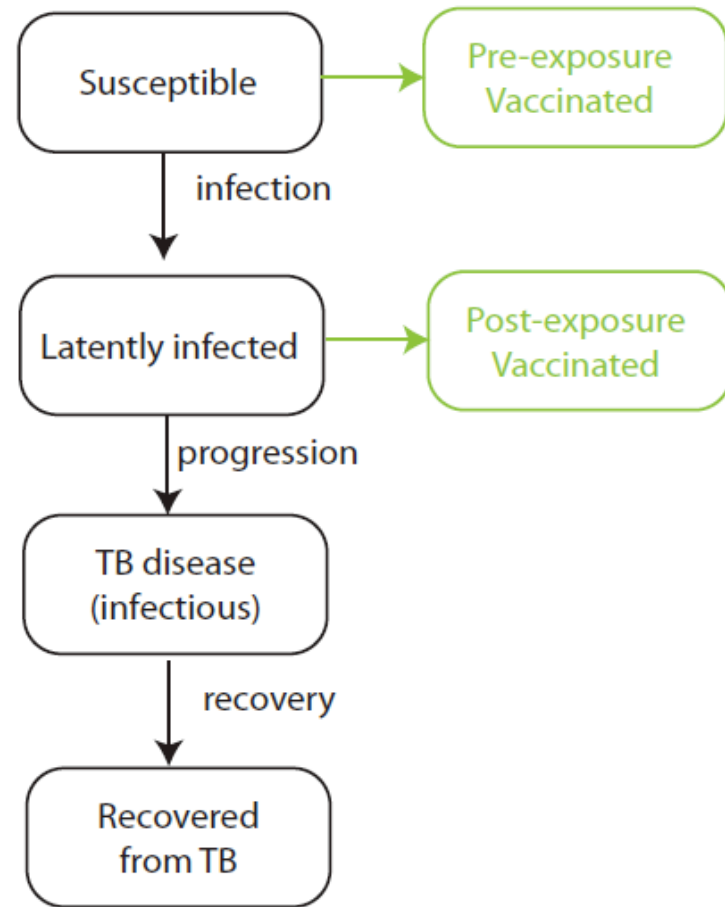 Susceptible
Pre-exposure
Vaccinated
infection
Latently infected
Post-exposure
Vaccinated
progression
TB disease
(infectious)
recovery
Recovered
from TB